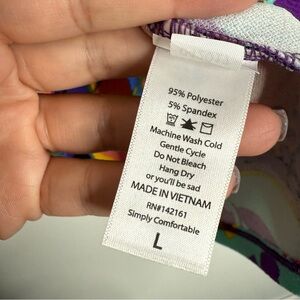 95% Polyester
5% Spandex
Machine Wash Cold
Gentle Cycle
Do Not Bleach
Hang Dry
or you'll be sad
MADE IN VIETNAM
RN#142161
Simply Comfortable
L